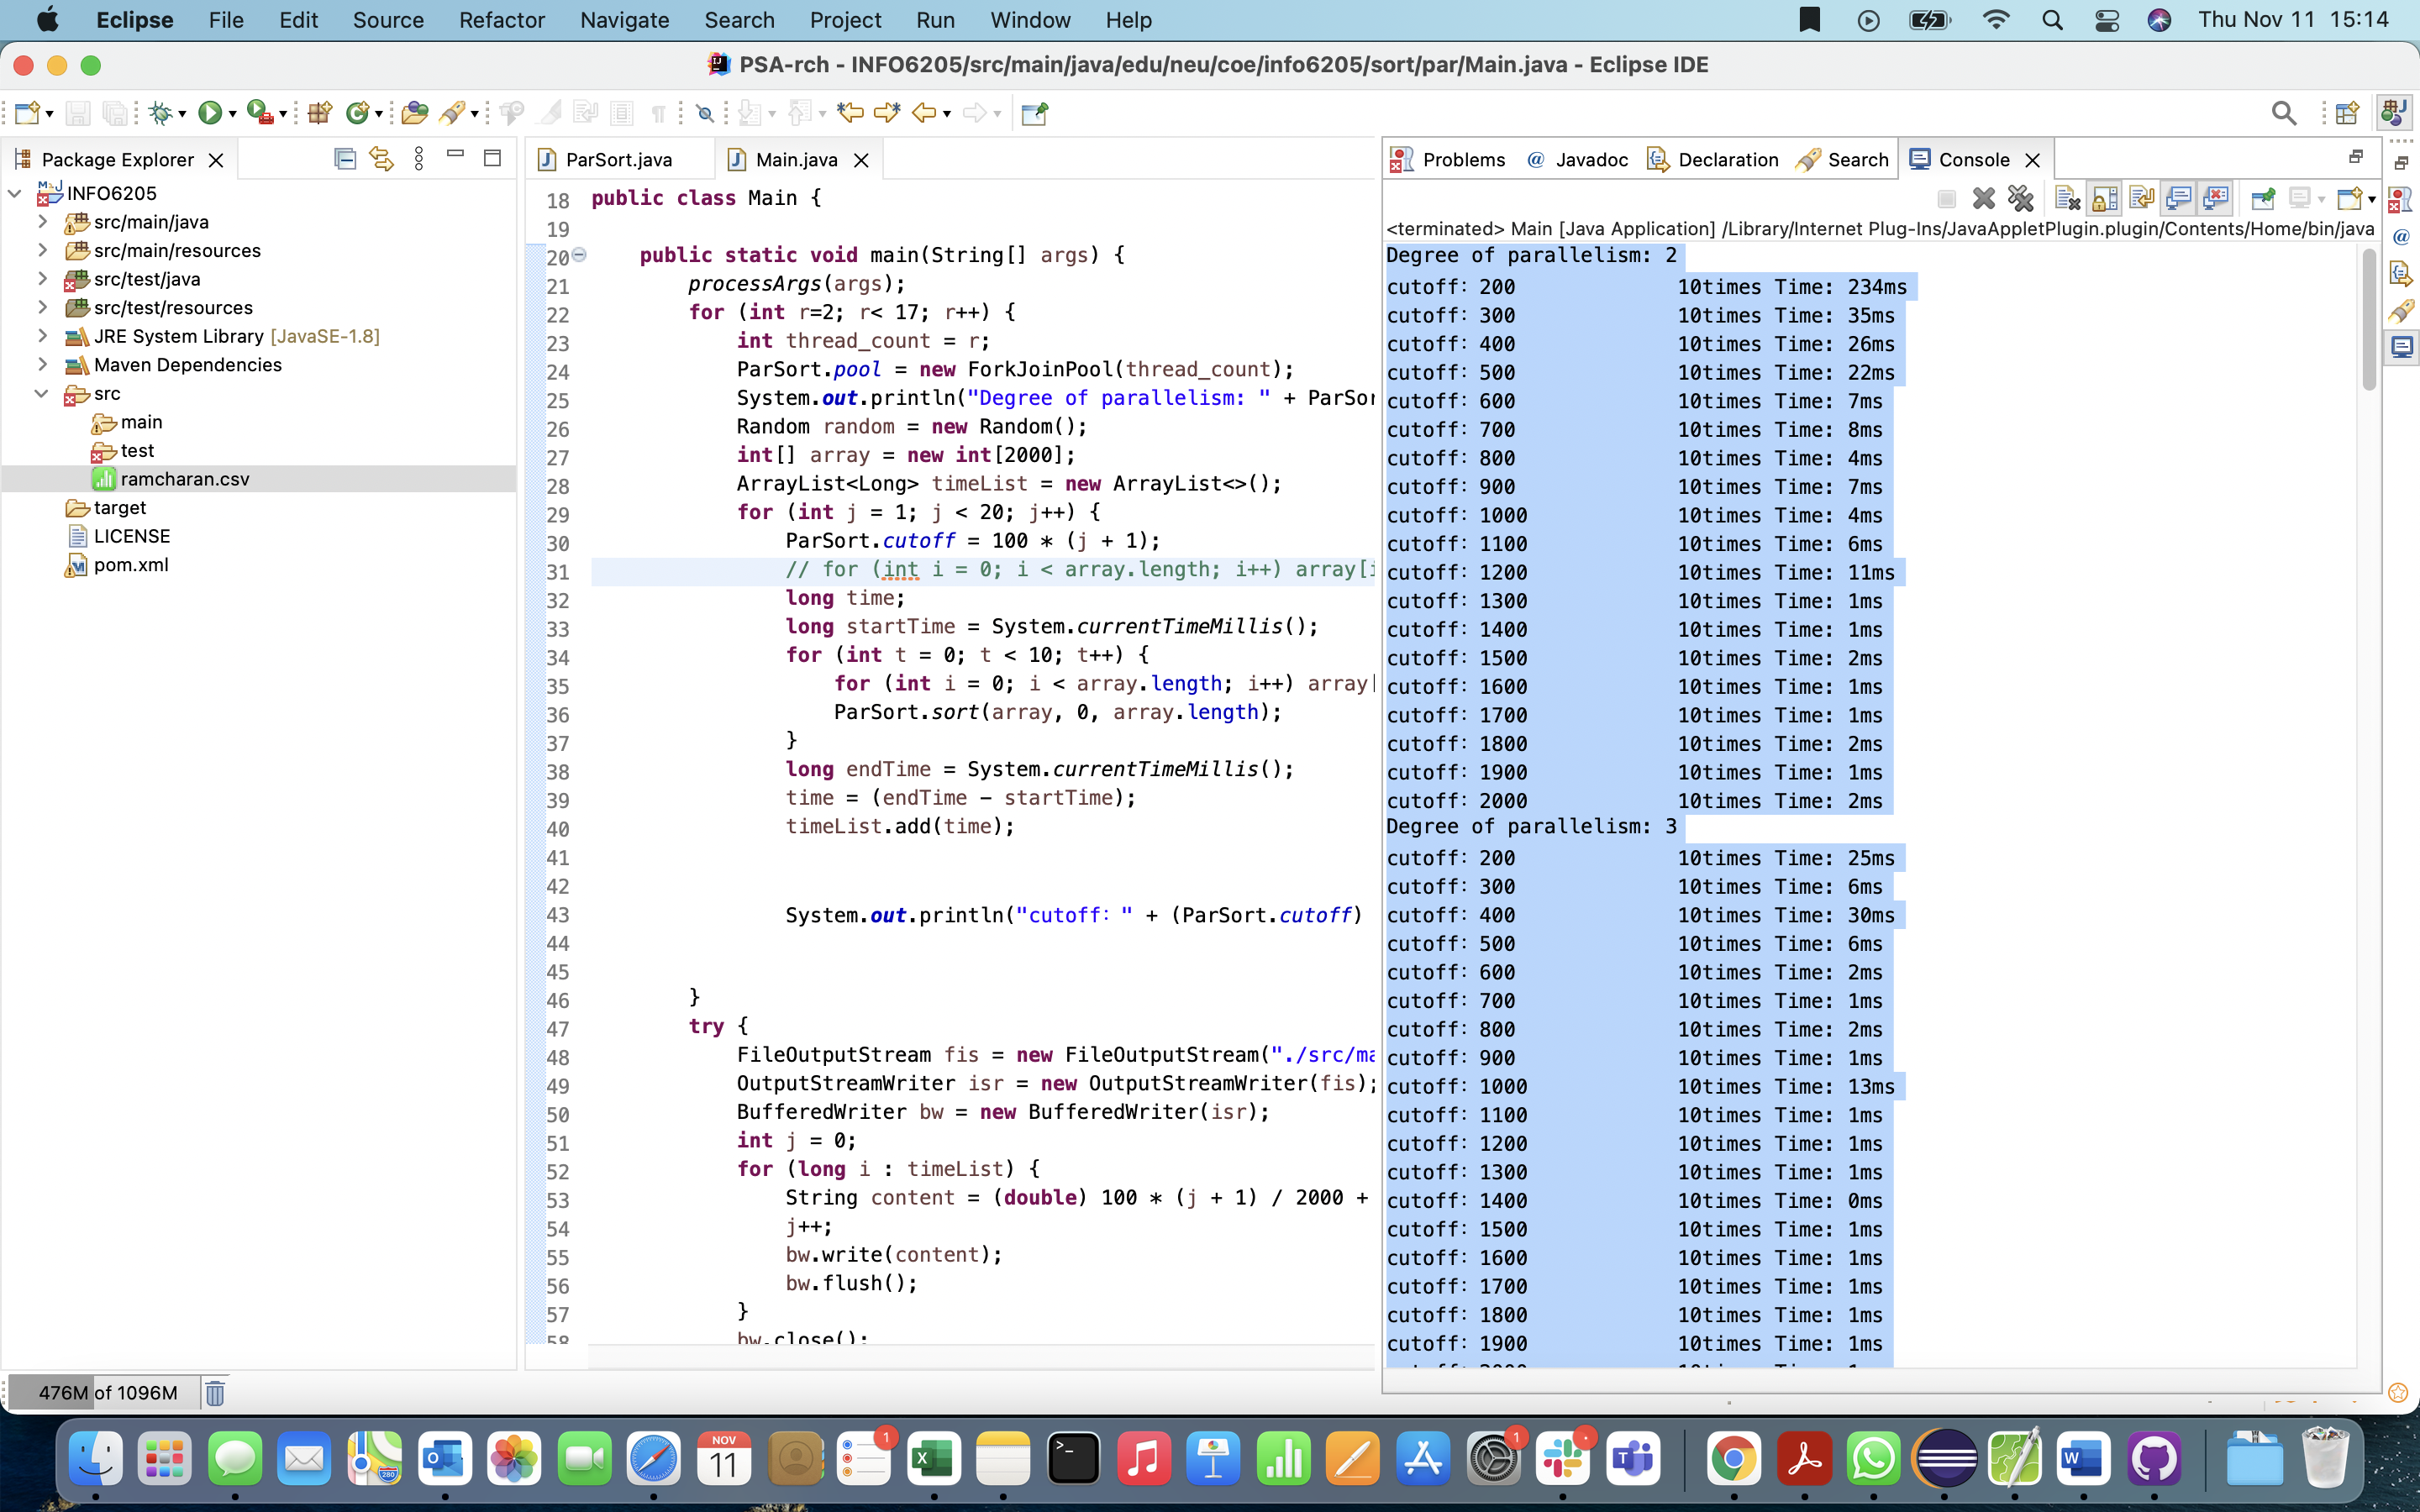 Eclipse File Edit Source Refactor Navigate Search Project Run Window Help Thu Nov 11 15:14
PSA-rch - INFO6205/src/main/java/edu/neu/coe/info6205/sort/par/Main.java - Eclipse IDE
Package Explorer
INFO6205
src/main/java
src/main/resources
src/test/java
src/test/resources
JRE System Library [JavaSE-1.8]
Maven Dependencies
src
main
test
ramcharan.csv
target
LICENSE
pom.xml
476M of 1096M
ParSort.java Main.java
18 public class Main {
19
20 public static void main(String[] args) {
21 processArgs(args);
22 for (int r=2; r< 17; r++) {
23 int thread_count = r;
24 ParSort.pool = new ForkJoinPool(thread_count);
25 System.out.println("Degree of parallelism: " + ParSor
26 Random random = new Random();
27 int[] array = new int[2000];
28 ArrayList<Long> timeList = new ArrayList<>();
29 for (int j = 1; j < 20; j++) {
30 ParSort.cutoff = 100 * (j + 1);
31 // for (int i = 0; i < array.length; i++) array[i
32 long time;
33 long startTime = System.currentTimeMillis();
34 for (int t = 0; t < 10; t++) {
35 for (int i = 0; i < array.length; i++) array[
36 ParSort.sort(array, 0, array.length);
37 }
38 long endTime = System.currentTimeMillis();
39 time = (endTime - startTime);
40 timeList.add(time);
41
42
43 System.out.println("cutoff: " + (ParSort.cutoff)
44
45
46 }
47 try {
48 FileOutputStream fis = new FileOutputStream("./src/ma
49 OutputStreamWriter isr = new OutputStreamWriter(fis);
50 BufferedWriter bw = new BufferedWriter(isr);
51 int j = 0;
52 for (long i : timeList) {
53 String content = (double) 100 * (j + 1) / 2000 +
54 j++;
55 bw.write(content);
56 bw.flush();
57 }
58 bw.close();
Problems Javadoc Declaration Search Console
<terminated> Main [Java Application] /Library/Internet Plug-Ins/JavaAppletPlugin.plugin/Contents/Home/bin/java
Degree of parallelism: 2
cutoff: 200 10times Time: 234ms
cutoff: 300 10times Time: 35ms
cutoff: 400 10times Time: 26ms
cutoff: 500 10times Time: 22ms
cutoff: 600 10times Time: 7ms
cutoff: 700 10times Time: 8ms
cutoff: 800 10times Time: 4ms
cutoff: 900 10times Time: 7ms
cutoff: 1000 10times Time: 4ms
cutoff: 1100 10times Time: 6ms
cutoff: 1200 10times Time: 11ms
cutoff: 1300 10times Time: 1ms
cutoff: 1400 10times Time: 1ms
cutoff: 1500 10times Time: 2ms
cutoff: 1600 10times Time: 1ms
cutoff: 1700 10times Time: 1ms
cutoff: 1800 10times Time: 2ms
cutoff: 1900 10times Time: 1ms
cutoff: 2000 10times Time: 2ms
Degree of parallelism: 3
cutoff: 200 10times Time: 25ms
cutoff: 300 10times Time: 6ms
cutoff: 400 10times Time: 30ms
cutoff: 500 10times Time: 6ms
cutoff: 600 10times Time: 2ms
cutoff: 700 10times Time: 1ms
cutoff: 800 10times Time: 2ms
cutoff: 900 10times Time: 1ms
cutoff: 1000 10times Time: 13ms
cutoff: 1100 10times Time: 1ms
cutoff: 1200 10times Time: 1ms
cutoff: 1300 10times Time: 1ms
cutoff: 1400 10times Time: 0ms
cutoff: 1500 10times Time: 1ms
cutoff: 1600 10times Time: 1ms
cutoff: 1700 10times Time: 1ms
cutoff: 1800 10times Time: 1ms
cutoff: 1900 10times Time: 1ms
NOV
11
1
1